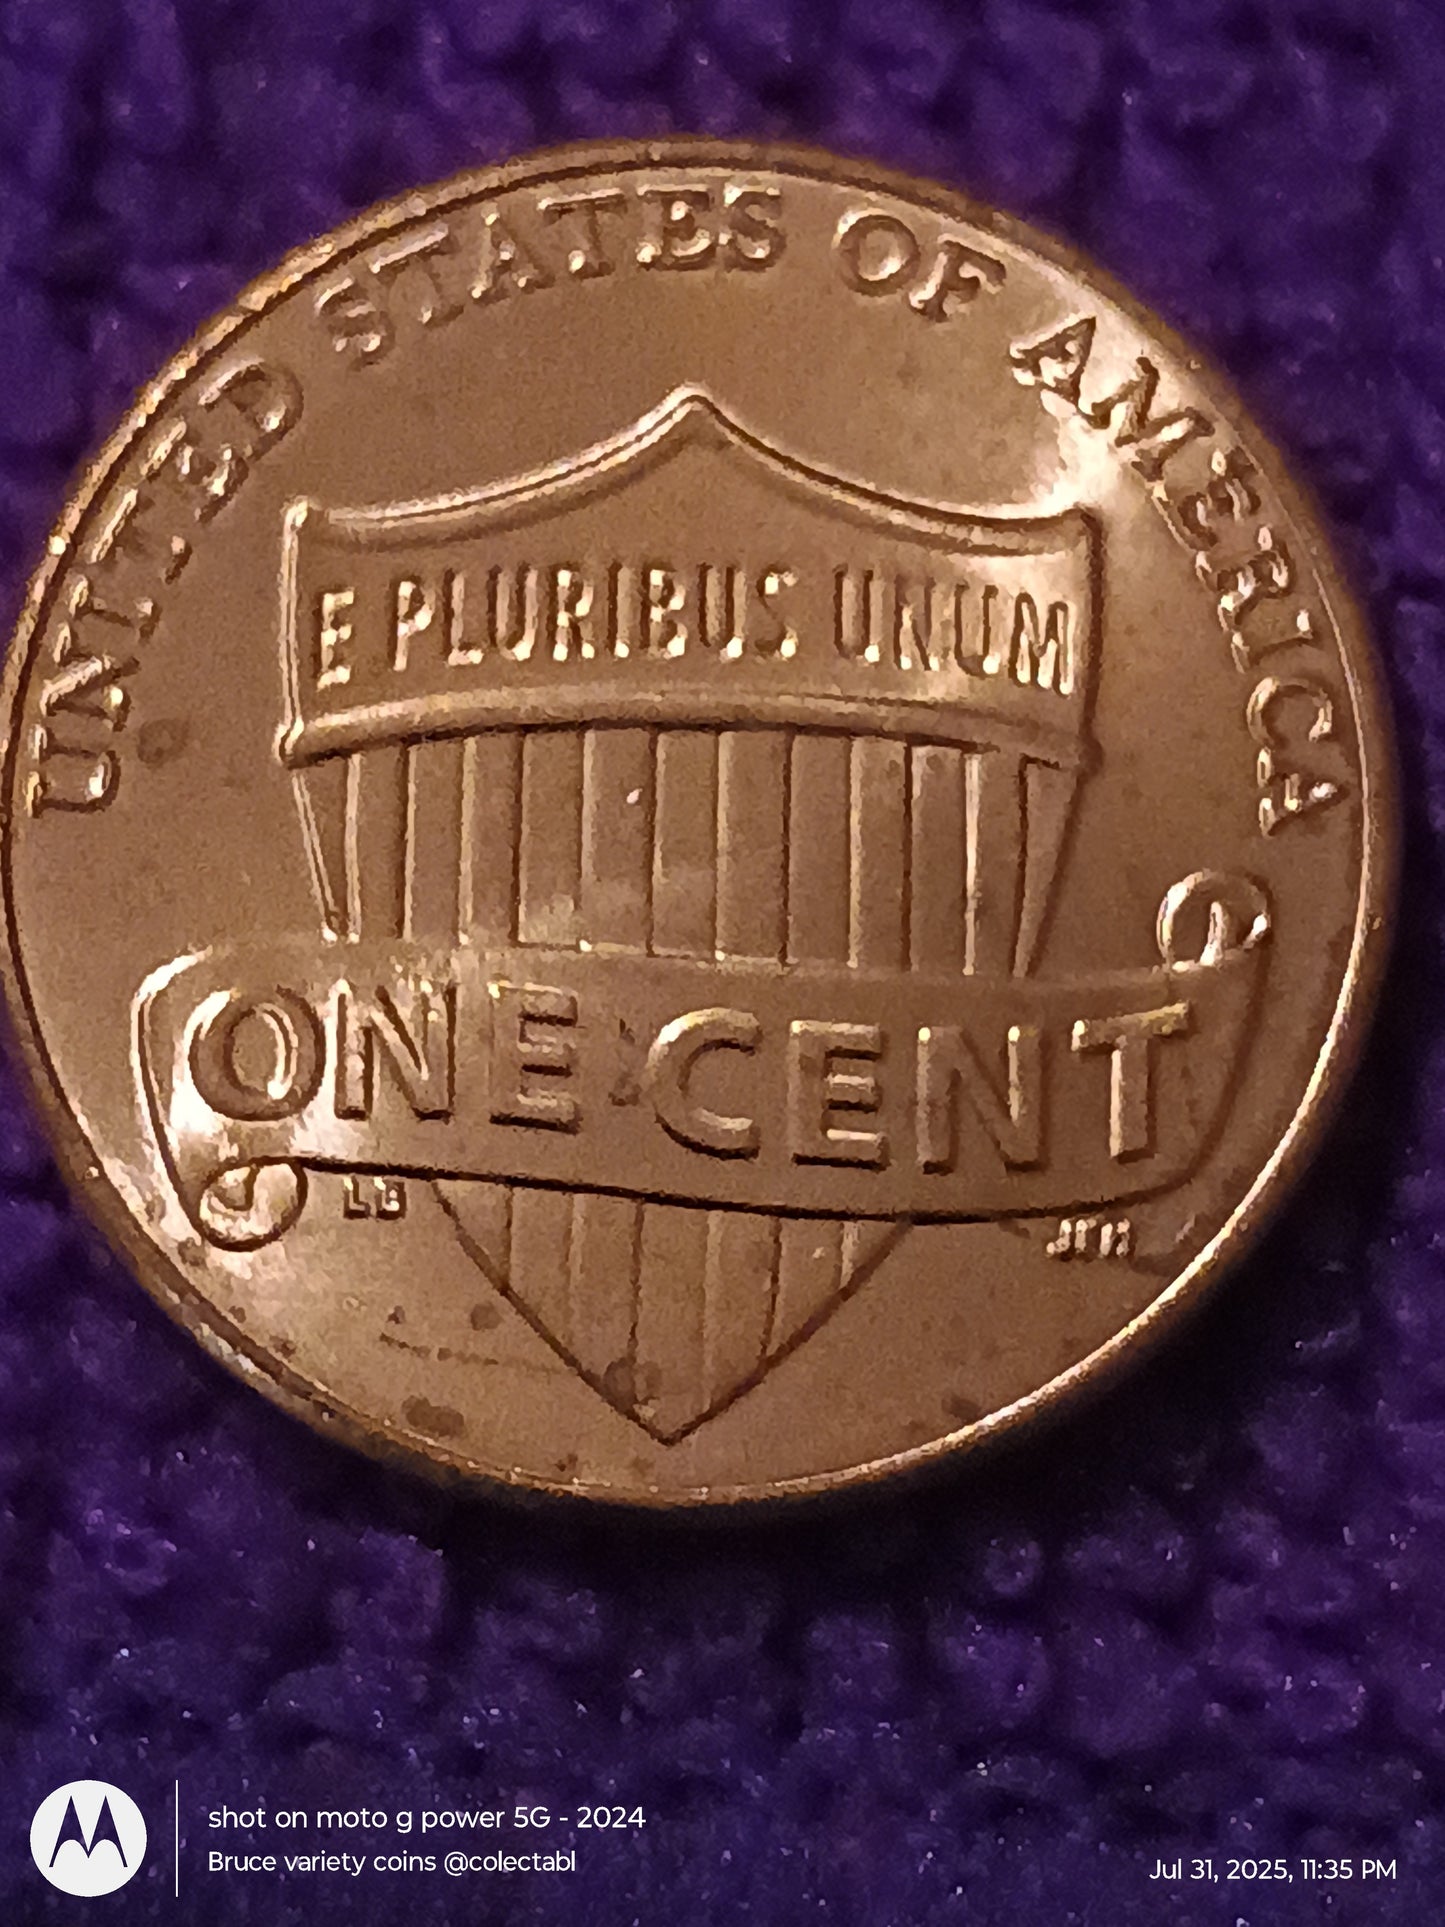 UNITED STATES OF AMERICA
E PLURIBUS UNUM
ONE CENT
LB
JFM
shot on moto g power 5G - 2024
Bruce variety coins @colectabl
Jul 31, 2025, 11:35 PM